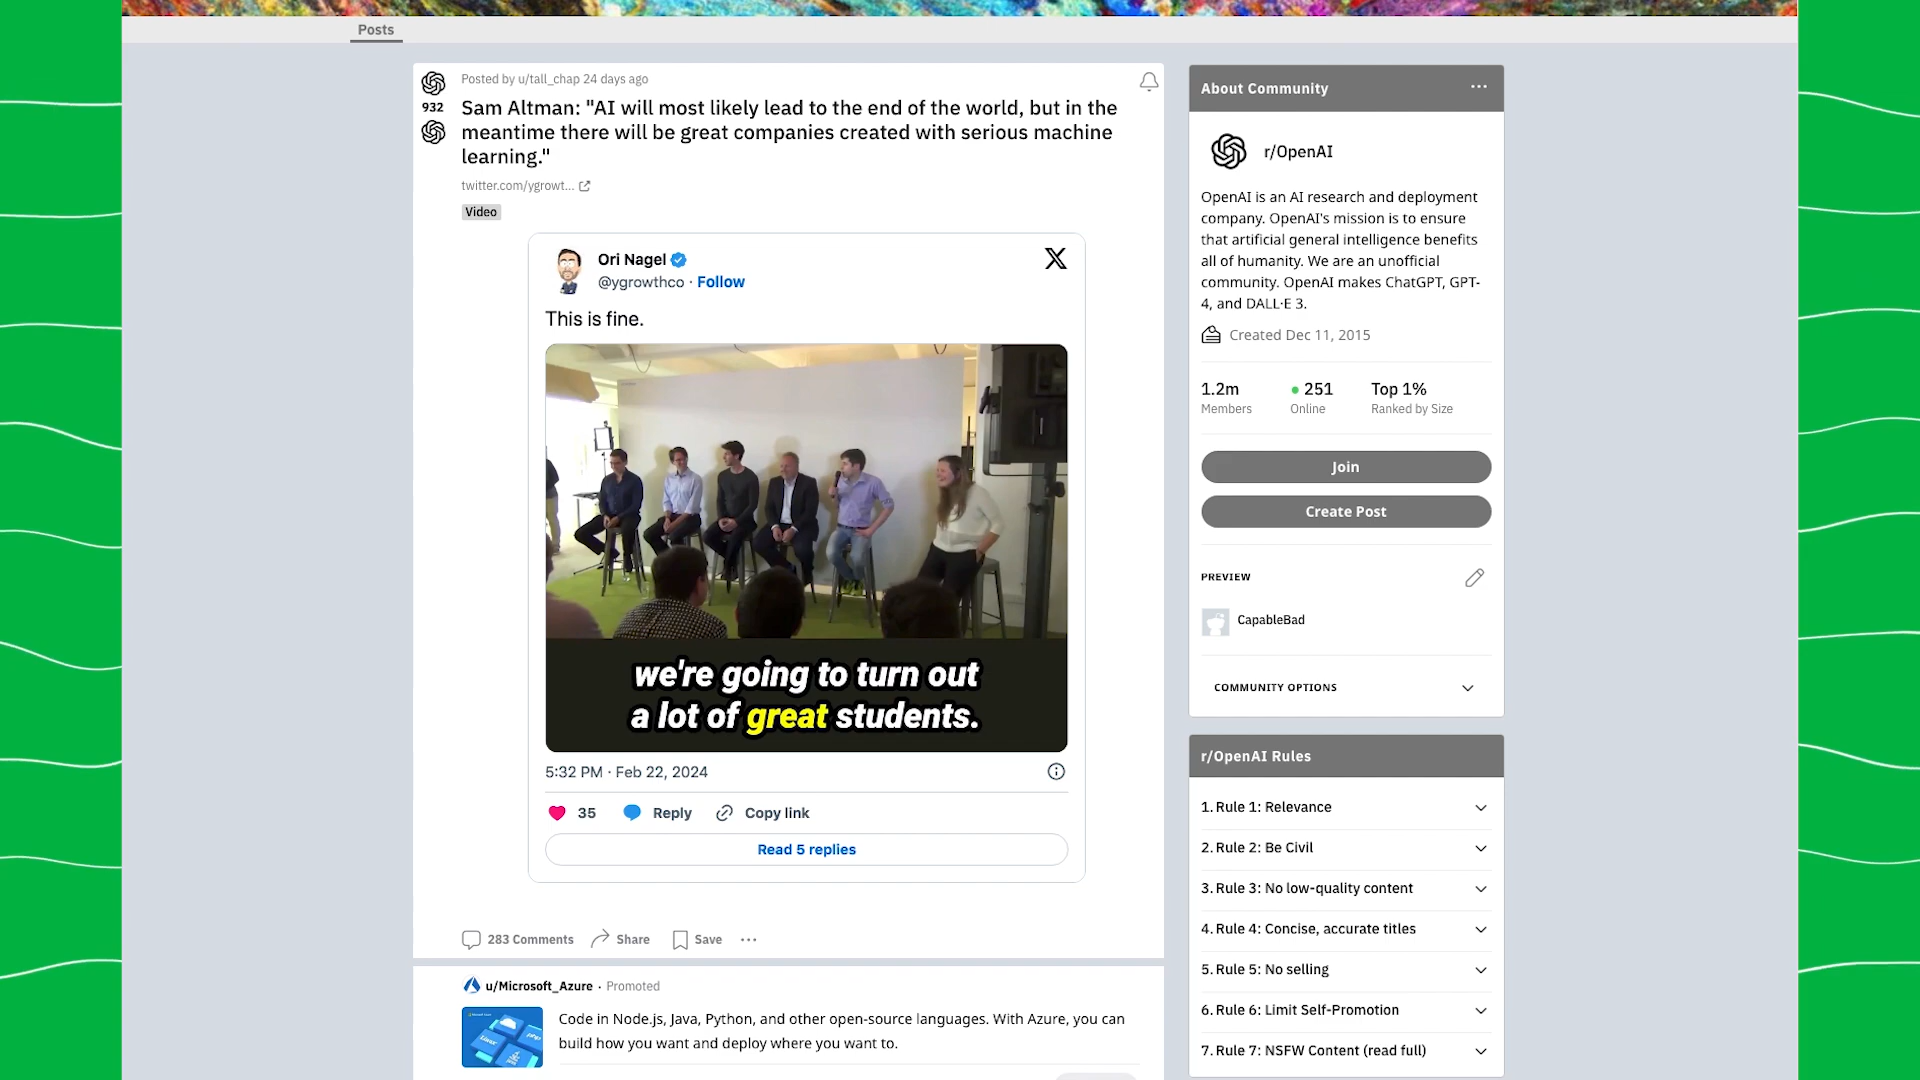 Posts
Posted by u/tall_chap 24 days ago
932
Sam Altman: "AI will most likely lead to the end of the world, but in the
meantime there will be great companies created with serious machine
learning."
twitter.com/ygrowt...
Video
Ori Nagel
@ygrowthco · Follow
This is fine.
we're going to turn out
a lot of great students.
5:32 PM · Feb 22, 2024
35
Reply
Copy link
Read 5 replies
283 Comments
Share
Save
u/Microsoft_Azure · Promoted
Code in Node.js, Java, Python, and other open-source languages. With Azure, you can
build how you want and deploy where you want to.
About Community
r/OpenAI
OpenAI is an AI research and deployment
company. OpenAI's mission is to ensure
that artificial general intelligence benefits
all of humanity. We are an unofficial
community. OpenAI makes ChatGPT, GPT-
4, and DALL·E 3.
Created Dec 11, 2015
1.2m
Members
251
Online
Top 1%
Ranked by Size
Join
Create Post
PREVIEW
CapableBad
COMMUNITY OPTIONS
r/OpenAI Rules
1. Rule 1: Relevance
2. Rule 2: Be Civil
3. Rule 3: No low-quality content
4. Rule 4: Concise, accurate titles
5. Rule 5: No selling
6. Rule 6: Limit Self-Promotion
7. Rule 7: NSFW Content (read full)